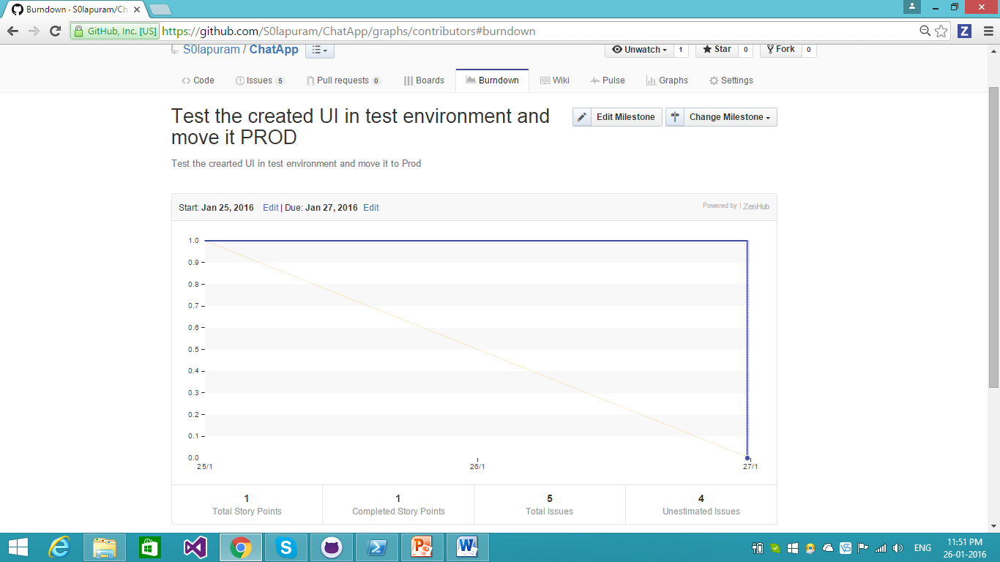 Burndown · S0lapuram/Ch
GitHub, Inc. [US] https://github.com/S0lapuram/ChatApp/graphs/contributors#burndown
S0lapuram / ChatApp
Unwatch 1 Star 0 Fork 0
Code Issues 5 Pull requests 0 Boards Burndown Wiki Pulse Graphs Settings
Test the created UI in test environment and
move it PROD
Edit Milestone Change Milestone
Test the crearted UI in test environment and move it to Prod
Start: Jan 25, 2016 Edit | Due: Jan 27, 2016 Edit
Powered by | ZenHub
1.0
0.9
0.8
0.7
0.6
0.5
0.4
0.3
0.2
0.1
0.0
25/1 26/1 27/1
1 1 5 4
Total Story Points Completed Story Points Total Issues Unestimated Issues
ENG
11:51 PM
26-01-2016